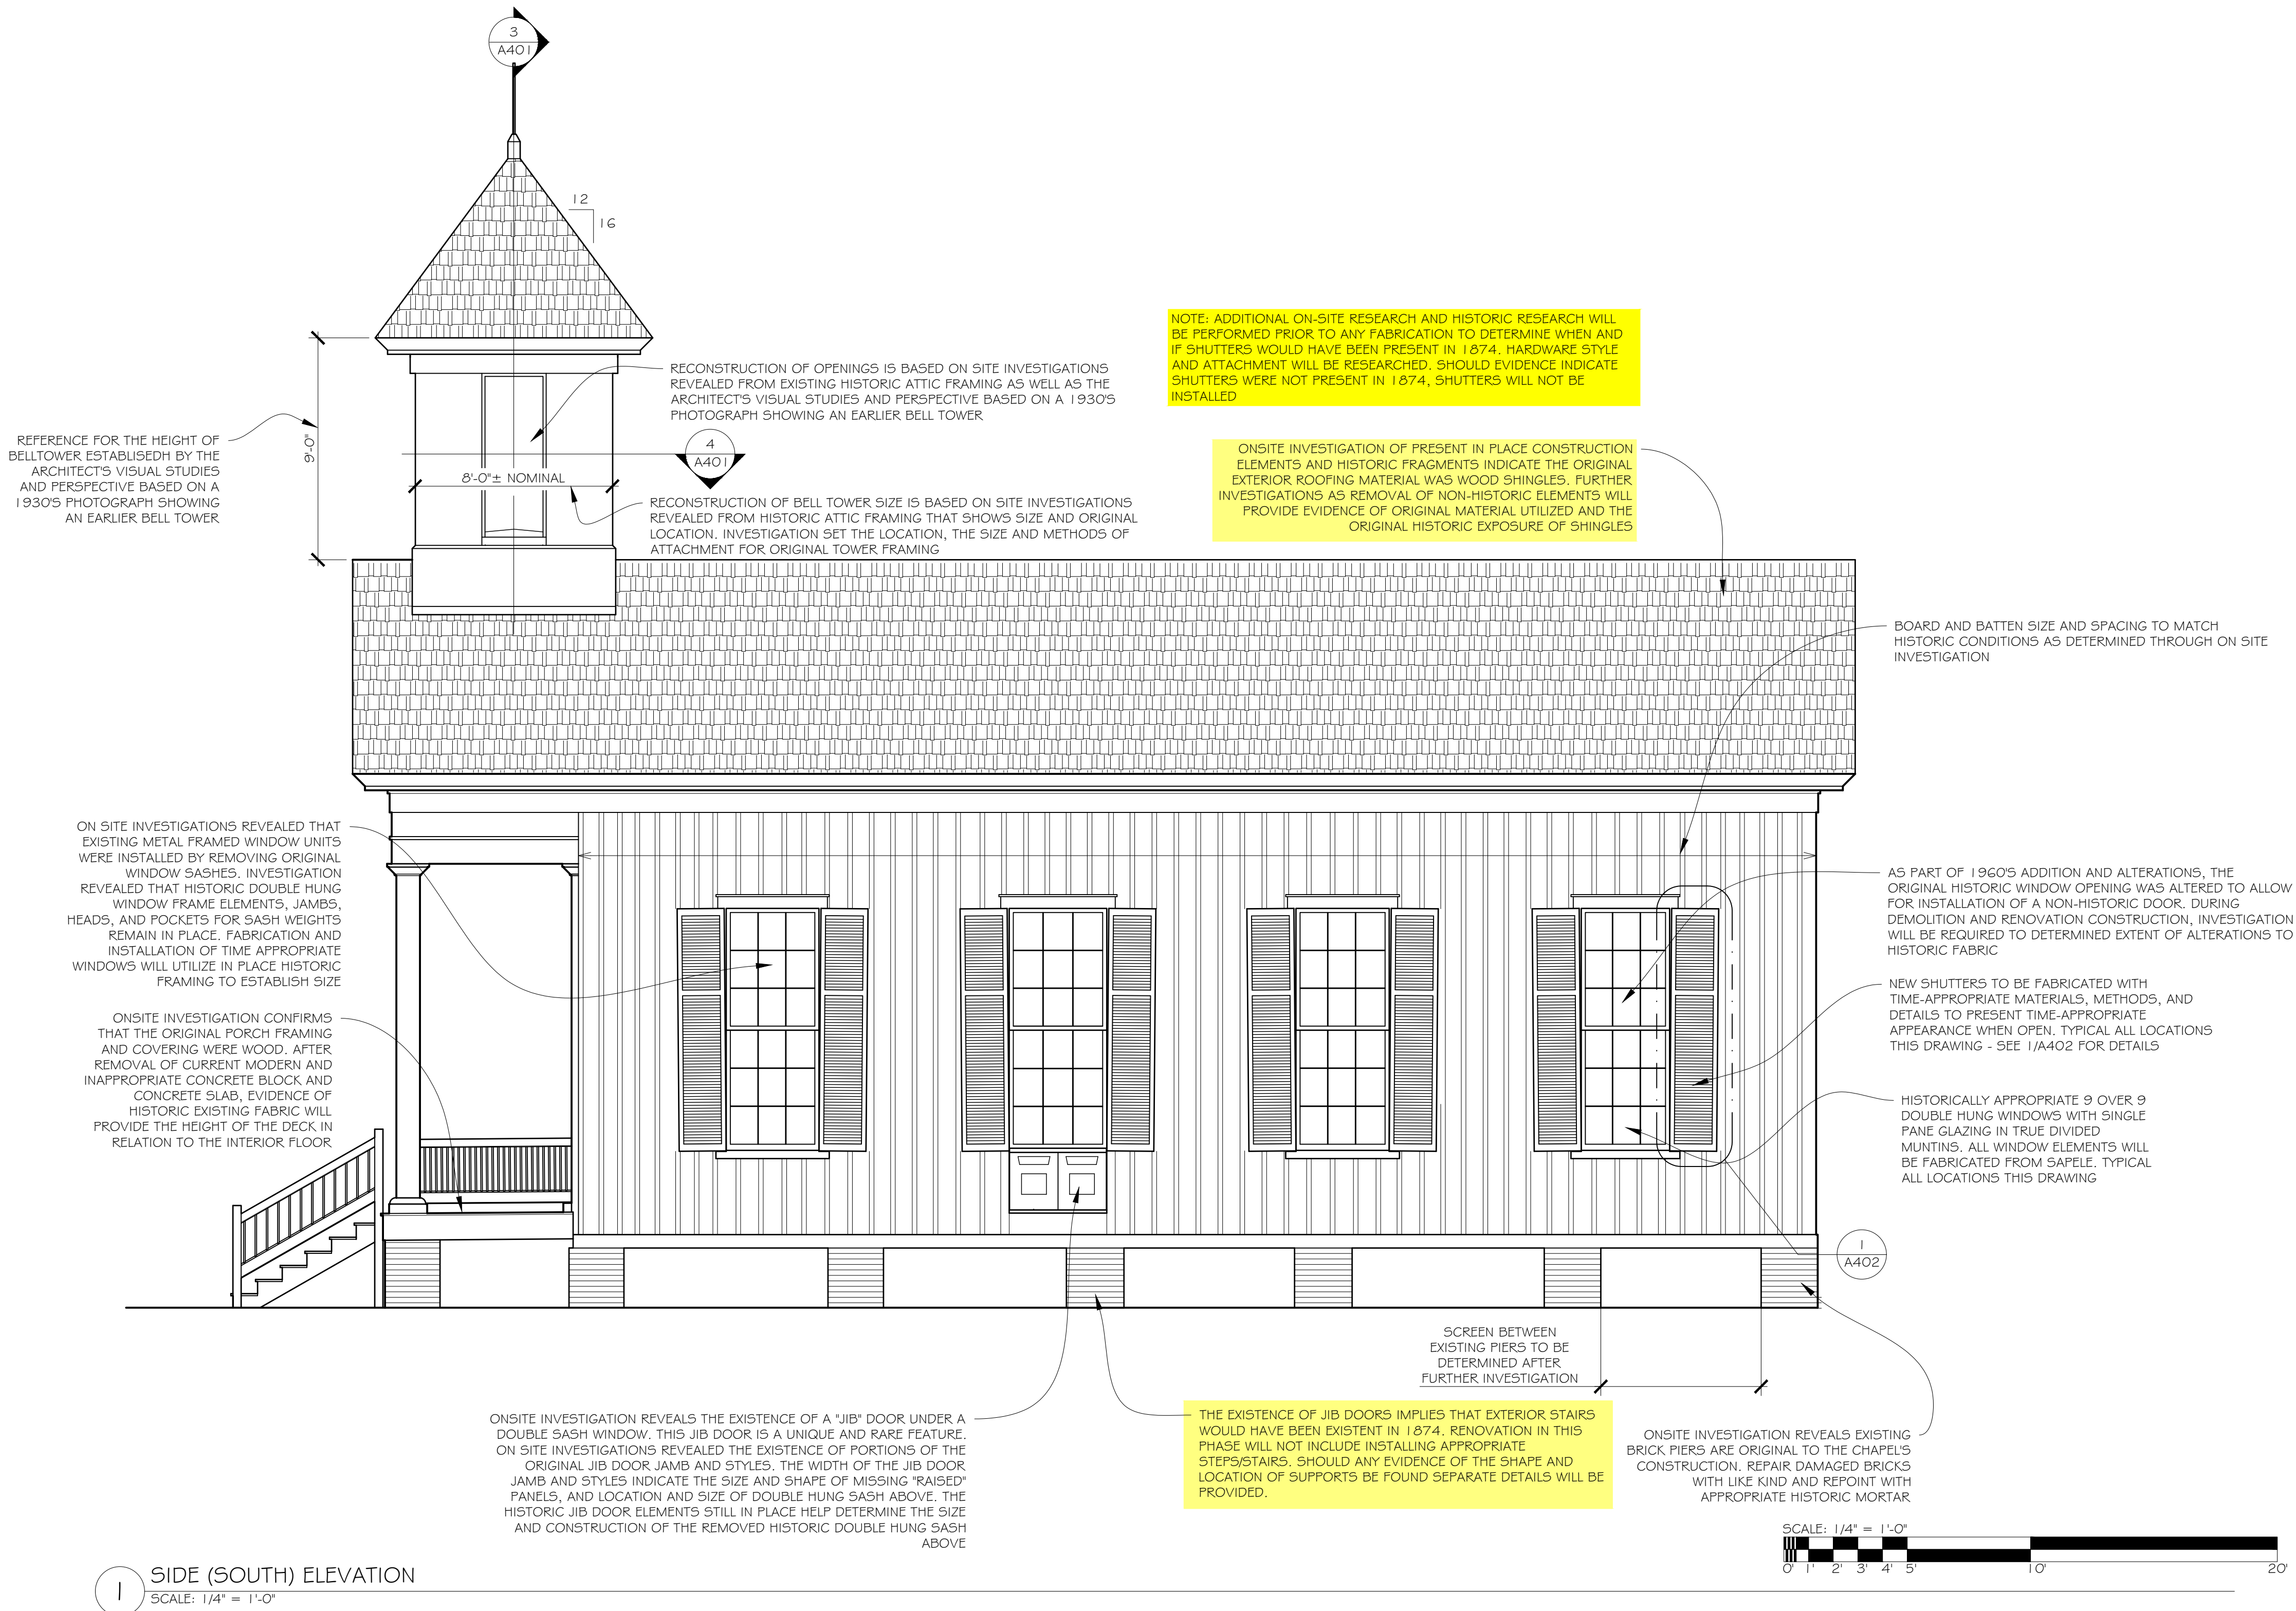 3
A401
12
16
NOTE: ADDITIONAL ON-SITE RESEARCH AND HISTORIC RESEARCH WILL
BE PERFORMED PRIOR TO ANY FABRICATION TO DETERMINE WHEN AND
IF SHUTTERS WOULD HAVE BEEN PRESENT IN 1874. HARDWARE STYLE
AND ATTACHMENT WILL BE RESEARCHED. SHOULD EVIDENCE INDICATE
SHUTTERS WERE NOT PRESENT IN 1874, SHUTTERS WILL NOT BE
INSTALLED
RECONSTRUCTION OF OPENINGS IS BASED ON SITE INVESTIGATIONS
REVEALED FROM EXISTING HISTORIC ATTIC FRAMING AS WELL AS THE
ARCHITECT'S VISUAL STUDIES AND PERSPECTIVE BASED ON A 1930'S
PHOTOGRAPH SHOWING AN EARLIER BELL TOWER
REFERENCE FOR THE HEIGHT OF
BELLTOWER ESTABLISEDH BY THE
ARCHITECT'S VISUAL STUDIES
AND PERSPECTIVE BASED ON A
1930'S PHOTOGRAPH SHOWING
AN EARLIER BELL TOWER
9'-0"
4
A401
8'-0"± NOMINAL
ONSITE INVESTIGATION OF PRESENT IN PLACE CONSTRUCTION
ELEMENTS AND HISTORIC FRAGMENTS INDICATE THE ORIGINAL
EXTERIOR ROOFING MATERIAL WAS WOOD SHINGLES. FURTHER
INVESTIGATIONS AS REMOVAL OF NON-HISTORIC ELEMENTS WILL
PROVIDE EVIDENCE OF ORIGINAL MATERIAL UTILIZED AND THE
ORIGINAL HISTORIC EXPOSURE OF SHINGLES
RECONSTRUCTION OF BELL TOWER SIZE IS BASED ON SITE INVESTIGATIONS
REVEALED FROM HISTORIC ATTIC FRAMING THAT SHOWS SIZE AND ORIGINAL
LOCATION. INVESTIGATION SET THE LOCATION, THE SIZE AND METHODS OF
ATTACHMENT FOR ORIGINAL TOWER FRAMING
BOARD AND BATTEN SIZE AND SPACING TO MATCH
HISTORIC CONDITIONS AS DETERMINED THROUGH ON SITE
INVESTIGATION
ON SITE INVESTIGATIONS REVEALED THAT
EXISTING METAL FRAMED WINDOW UNITS
WERE INSTALLED BY REMOVING ORIGINAL
WINDOW SASHES. INVESTIGATION
REVEALED THAT HISTORIC DOUBLE HUNG
WINDOW FRAME ELEMENTS, JAMBS,
HEADS, AND POCKETS FOR SASH WEIGHTS
REMAIN IN PLACE. FABRICATION AND
INSTALLATION OF TIME APPROPRIATE
WINDOWS WILL UTILIZE IN PLACE HISTORIC
FRAMING TO ESTABLISH SIZE
AS PART OF 1960'S ADDITION AND ALTERATIONS, THE
ORIGINAL HISTORIC WINDOW OPENING WAS ALTERED TO ALLOW
FOR INSTALLATION OF A NON-HISTORIC DOOR. DURING
DEMOLITION AND RENOVATION CONSTRUCTION, INVESTIGATION
WILL BE REQUIRED TO DETERMINED EXTENT OF ALTERATIONS TO
HISTORIC FABRIC
NEW SHUTTERS TO BE FABRICATED WITH
TIME-APPROPRIATE MATERIALS, METHODS, AND
DETAILS TO PRESENT TIME-APPROPRIATE
APPEARANCE WHEN OPEN. TYPICAL ALL LOCATIONS
THIS DRAWING - SEE 1/A402 FOR DETAILS
ONSITE INVESTIGATION CONFIRMS
THAT THE ORIGINAL PORCH FRAMING
AND COVERING WERE WOOD. AFTER
REMOVAL OF CURRENT MODERN AND
INAPPROPRIATE CONCRETE BLOCK AND
CONCRETE SLAB, EVIDENCE OF
HISTORIC EXISTING FABRIC WILL
PROVIDE THE HEIGHT OF THE DECK IN
RELATION TO THE INTERIOR FLOOR
HISTORICALLY APPROPRIATE 9 OVER 9
DOUBLE HUNG WINDOWS WITH SINGLE
PANE GLAZING IN TRUE DIVIDED
MUNTINS. ALL WINDOW ELEMENTS WILL
BE FABRICATED FROM SAPELE. TYPICAL
ALL LOCATIONS THIS DRAWING
1
A402
SCREEN BETWEEN
EXISTING PIERS TO BE
DETERMINED AFTER
FURTHER INVESTIGATION
ONSITE INVESTIGATION REVEALS THE EXISTENCE OF A "JIB" DOOR UNDER A
DOUBLE SASH WINDOW. THIS JIB DOOR IS A UNIQUE AND RARE FEATURE.
ON SITE INVESTIGATIONS REVEALED THE EXISTENCE OF PORTIONS OF THE
ORIGINAL JIB DOOR JAMB AND STYLES. THE WIDTH OF THE JIB DOOR
JAMB AND STYLES INDICATE THE SIZE AND SHAPE OF MISSING "RAISED"
PANELS, AND LOCATION AND SIZE OF DOUBLE HUNG SASH ABOVE. THE
HISTORIC JIB DOOR ELEMENTS STILL IN PLACE HELP DETERMINE THE SIZE
AND CONSTRUCTION OF THE REMOVED HISTORIC DOUBLE HUNG SASH
ABOVE
THE EXISTENCE OF JIB DOORS IMPLIES THAT EXTERIOR STAIRS
WOULD HAVE BEEN EXISTENT IN 1874. RENOVATION IN THIS
PHASE WILL NOT INCLUDE INSTALLING APPROPRIATE
STEPS/STAIRS. SHOULD ANY EVIDENCE OF THE SHAPE AND
LOCATION OF SUPPORTS BE FOUND SEPARATE DETAILS WILL BE
PROVIDED.
ONSITE INVESTIGATION REVEALS EXISTING
BRICK PIERS ARE ORIGINAL TO THE CHAPEL'S
CONSTRUCTION. REPAIR DAMAGED BRICKS
WITH LIKE KIND AND REPOINT WITH
APPROPRIATE HISTORIC MORTAR
SCALE: 1/4" = 1'-0"
0' 1' 2' 3' 4' 5' 10' 20'
1
SIDE (SOUTH) ELEVATION
SCALE: 1/4" = 1'-0"